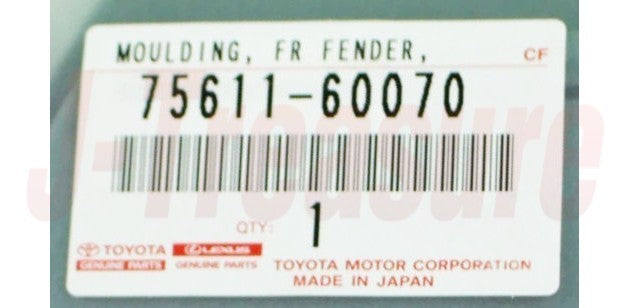 MOULDING, FR FENDER, CF
75611-60070
J-Treasure
QTY: 1
TOYOTA LEXUS
GENUINE PARTS GENUINE PARTS TOYOTA MOTOR CORPORATION
MADE IN JAPAN